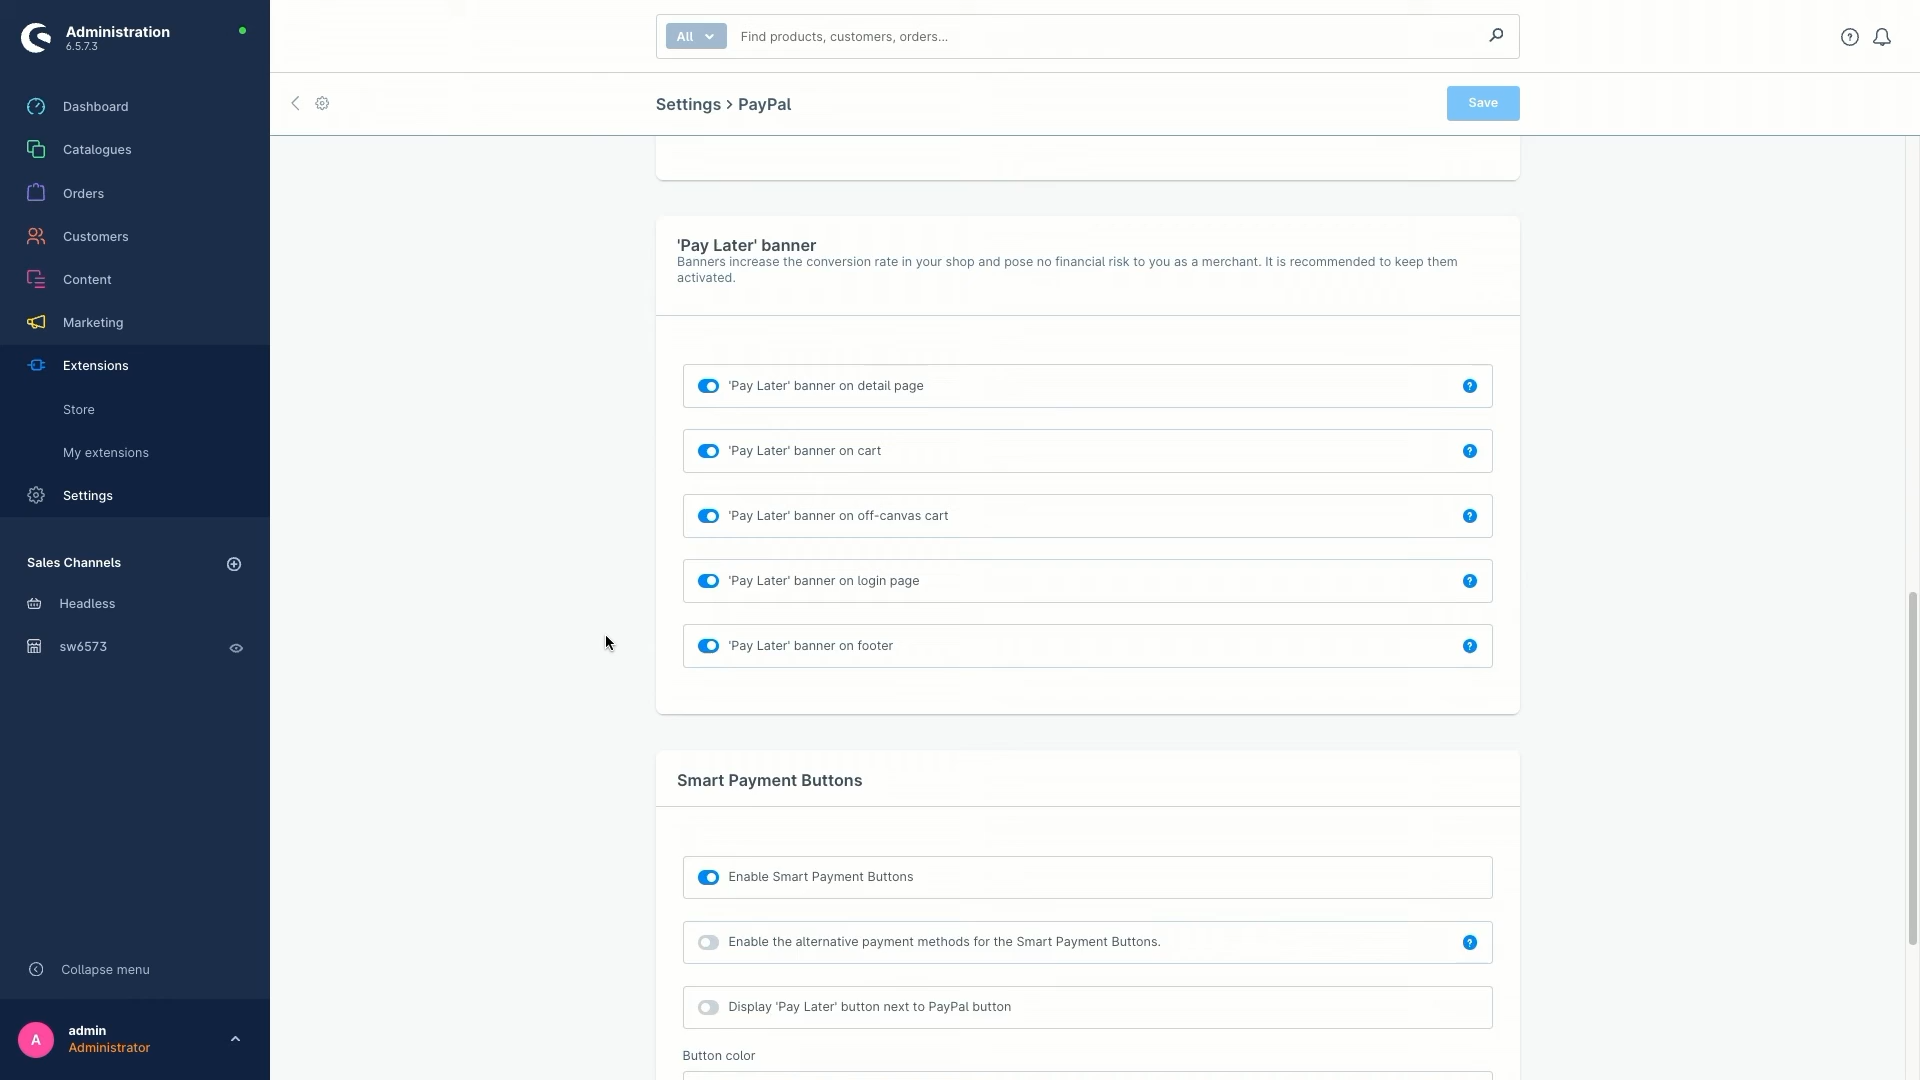 Administration
6.5.7.3
Dashboard
Catalogues
Orders
Customers
Content
Marketing
Extensions
Store
My extensions
Settings
Sales Channels
Headless
sw6573
Collapse menu
A
admin
Administrator
All
Find products, customers, orders...
Settings > PayPal
Save
'Pay Later' banner
Banners increase the conversion rate in your shop and pose no financial risk to you as a merchant. It is recommended to keep them
activated.
'Pay Later' banner on detail page
'Pay Later' banner on cart
'Pay Later' banner on off-canvas cart
'Pay Later' banner on login page
'Pay Later' banner on footer
Smart Payment Buttons
Enable Smart Payment Buttons
Enable the alternative payment methods for the Smart Payment Buttons.
Display 'Pay Later' button next to PayPal button
Button color